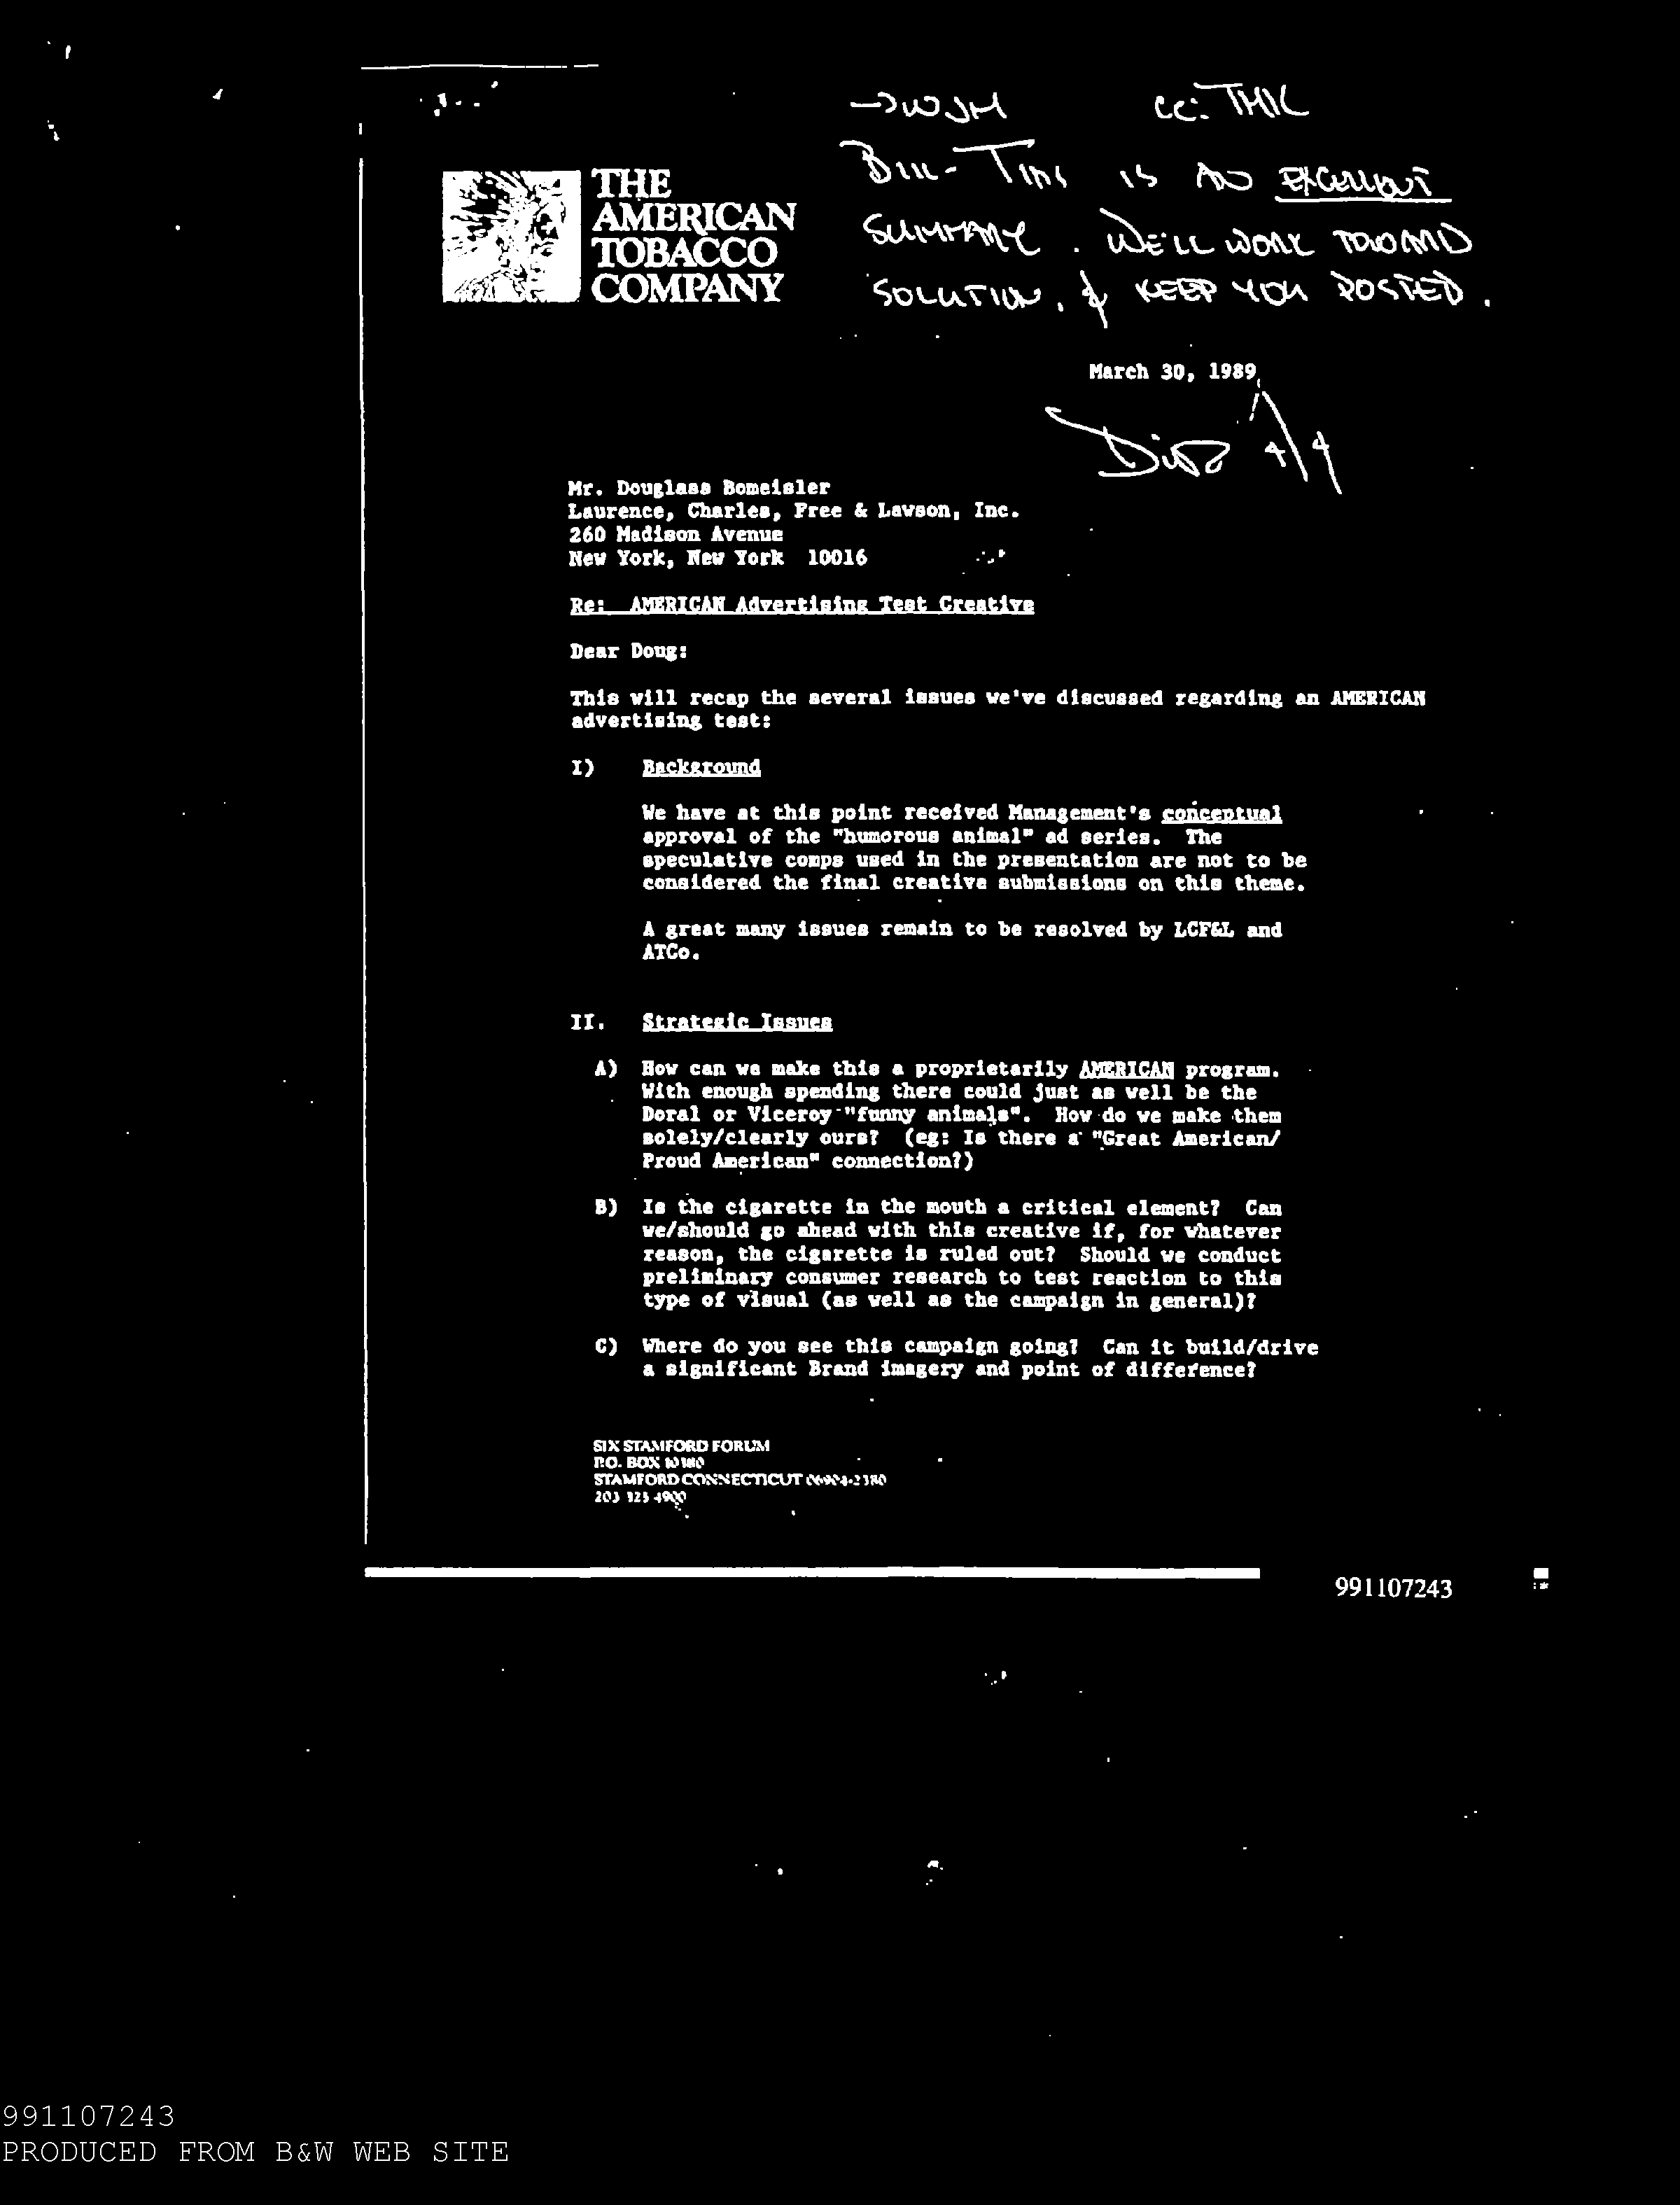 →WJM cc: THK
Bill - This is an excellent
summary. We'll work toward
solution, & keep you posted.
THE
AMERICAN
TOBACCO
COMPANY
March 30, 1989
4/4
Mr. Douglass Bomeisler
Laurence, Charles, Free & Lawson, Inc.
260 Madison Avenue
New York, New York 10016
Re: AMERICAN Advertising Test Creative
Dear Doug:
This will recap the several issues we've discussed regarding an AMERICAN
advertising test:
I) Background
We have at this point received Management's conceptual
approval of the "humorous animal" ad series. The
speculative comps used in the presentation are not to be
considered the final creative submissions on this theme.
A great many issues remain to be resolved by LCF&L and
ATCo.
II. Strategic Issues
A) How can we make this a proprietarily AMERICAN program.
With enough spending there could just as well be the
Doral or Viceroy "funny animals". How do we make them
solely/clearly ours? (eg: Is there a "Great American/
Proud American" connection?)
B) Is the cigarette in the mouth a critical element? Can
we/should go ahead with this creative if, for whatever
reason, the cigarette is ruled out? Should we conduct
preliminary consumer research to test reaction to this
type of visual (as well as the campaign in general)?
C) Where do you see this campaign going? Can it build/drive
a significant Brand imagery and point of difference?
SIX STAMFORD FORUM
P.O. BOX
STAMFORD CONNECTICUT 06904-2380
203 325-4900
991107243
991107243
PRODUCED FROM B&W WEB SITE